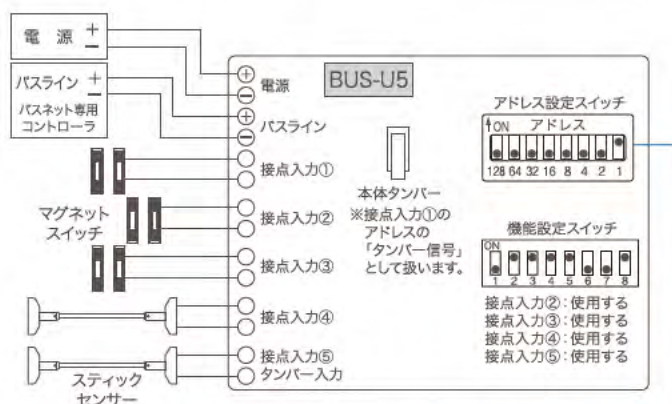 電 源 + −
バスライン + −
バスネット専用
コントローラ
マグネット
スイッチ
スティック
センサー
BUS-U5
⊕
⊖ 電源
⊕
⊖ バスライン
接点入力①
接点入力②
接点入力③
接点入力④
接点入力⑤
タンパー入力
本体タンパー
※接点入力①の
アドレスの
「タンパー信号」
として扱います。
アドレス設定スイッチ
ON アドレス
128 64 32 16 8 4 2 1
機能設定スイッチ
ON
1 2 3 4 5 6 7 8
接点入力②:使用する
接点入力③:使用する
接点入力④:使用する
接点入力⑤:使用する